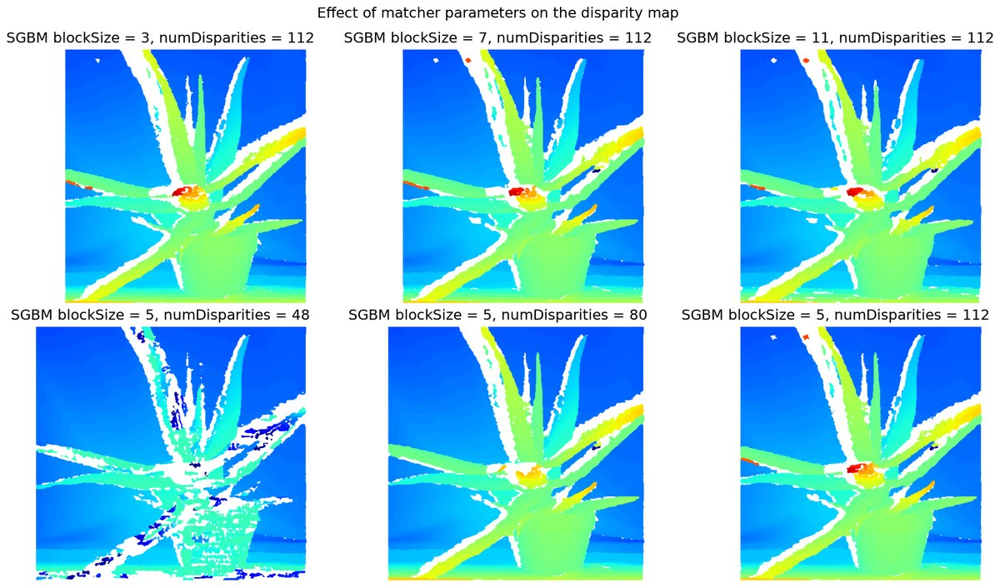 Effect of matcher parameters on the disparity map
SGBM blockSize = 3, numDisparities = 112
SGBM blockSize = 7, numDisparities = 112
SGBM blockSize = 11, numDisparities = 112
SGBM blockSize = 5, numDisparities = 48
SGBM blockSize = 5, numDisparities = 80
SGBM blockSize = 5, numDisparities = 112